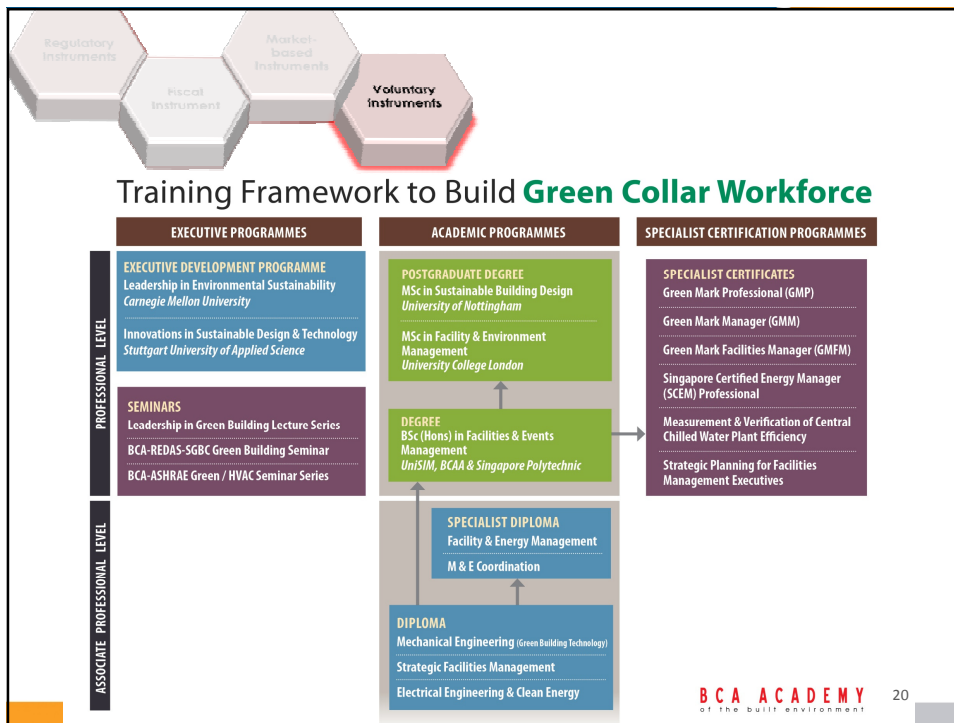 Regulatory
Instruments
Fiscal
Instrument
Market-
based
Instruments
Voluntary
Instruments
Training Framework to Build Green Collar Workforce
EXECUTIVE PROGRAMMES
ACADEMIC PROGRAMMES
SPECIALIST CERTIFICATION PROGRAMMES
PROFESSIONAL LEVEL
EXECUTIVE DEVELOPMENT PROGRAMME
Leadership in Environmental Sustainability
Carnegie Mellon University
Innovations in Sustainable Design & Technology
Stuttgart University of Applied Science
SEMINARS
Leadership in Green Building Lecture Series
BCA-REDAS-SGBC Green Building Seminar
BCA-ASHRAE Green / HVAC Seminar Series
POSTGRADUATE DEGREE
MSc in Sustainable Building Design
University of Nottingham
MSc in Facility & Environment
Management
University College London
DEGREE
BSc (Hons) in Facilities & Events
Management
UniSIM, BCAA & Singapore Polytechnic
SPECIALIST CERTIFICATES
Green Mark Professional (GMP)
Green Mark Manager (GMM)
Green Mark Facilities Manager (GMFM)
Singapore Certified Energy Manager
(SCEM) Professional
Measurement & Verification of Central
Chilled Water Plant Efficiency
Strategic Planning for Facilities
Management Executives
ASSOCIATE PROFESSIONAL LEVEL
SPECIALIST DIPLOMA
Facility & Energy Management
M & E Coordination
DIPLOMA
Mechanical Engineering (Green Building Technology)
Strategic Facilities Management
Electrical Engineering & Clean Energy
BCA ACADEMY
of the built environment
20